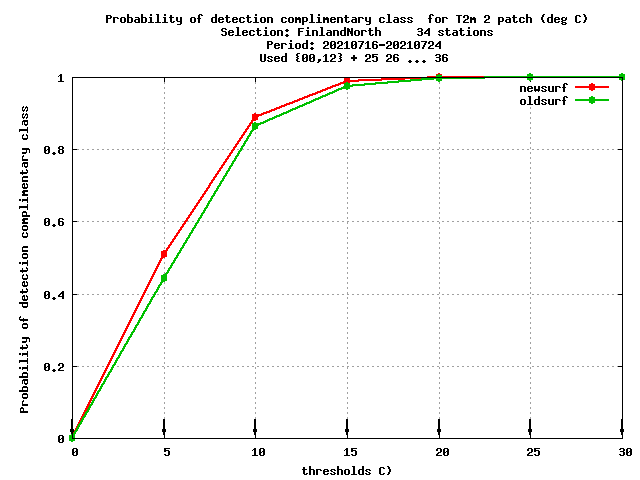 Probability of detection complimentary class  for T2m 2 patch (deg C)
Selection: FinlandNorth     34 stations
Period: 20210716-20210724
Used {00,12} + 25 26 ... 36
newsurf
oldsurf
Probability of detection complimentary class
1
0.8
0.6
0.4
0.2
0
0 5 10 15 20 25 30
thresholds C)